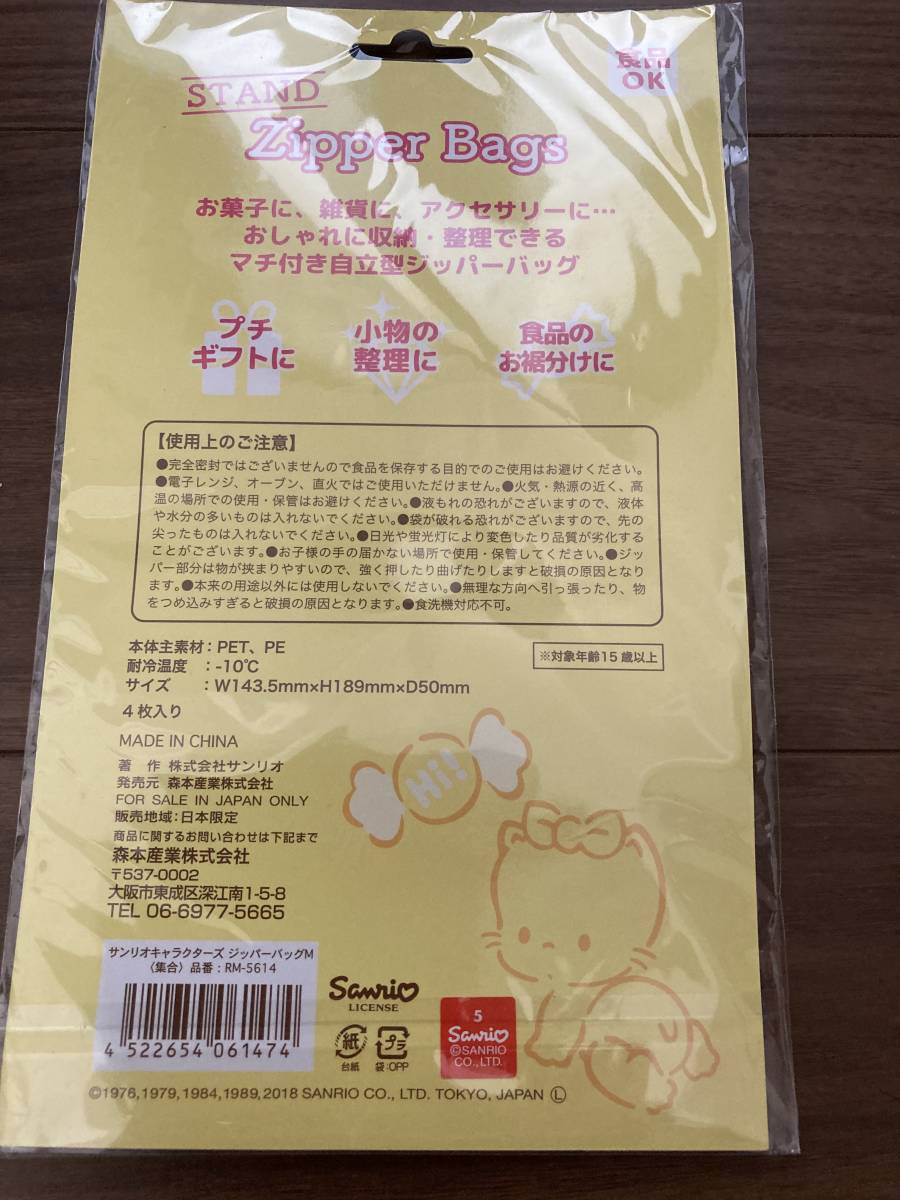 食品
OK
STAND
Zipper Bags
お菓子に、雑貨に、アクセサリーに…
おしゃれに収納・整理できる
マチ付き自立型ジッパーバッグ
プチ
ギフトに
小物の
整理に
食品の
お裾分けに
【使用上のご注意】
●完全密封ではございませんので食品を保存する目的でのご使用はお避けください。
●電子レンジ、オーブン、直火ではご使用いただけません。●火気・熱源の近く、高
温の場所での使用・保管はお避けください。●液もれの恐れがございますので、液体
や水分の多いものは入れないでください。●袋が破れる恐れがございますので、先の
尖ったものは入れないでください。●日光や蛍光灯により変色したり品質が劣化する
ことがございます。●お子様の手の届かない場所で使用・保管してください。●ジッ
パー部分は物が挟まりやすいので、強く押したり曲げたりしますと破損の原因となり
ます。●本来の用途以外には使用しないでください。●無理な方向へ引っ張ったり、物
をつめ込みすぎると破損の原因となります。●食洗機対応不可。
本体主素材：PET、PE
耐冷温度 ：-10℃
サイズ ：W143.5mm×H189mm×D50mm
※対象年齢15歳以上
4枚入り
MADE IN CHINA
著 作 株式会社サンリオ
発売元 森本産業株式会社
FOR SALE IN JAPAN ONLY
販売地域：日本限定
商品に関するお問い合わせは下記まで
森本産業株式会社
〒537-0002
大阪市東成区深江南1-5-8
TEL 06-6977-5665
Hi!
サンリオキャラクターズ ジッパーバッグM
〈集合〉品番：RM-5614
4 522654 061474
Sanrio
LICENSE
紙
台紙
プラ
袋：OPP
5
Sanrio
©SANRIO
CO., LTD.
©1976,1979,1984,1989,2018 SANRIO CO., LTD. TOKYO, JAPAN Ⓛ